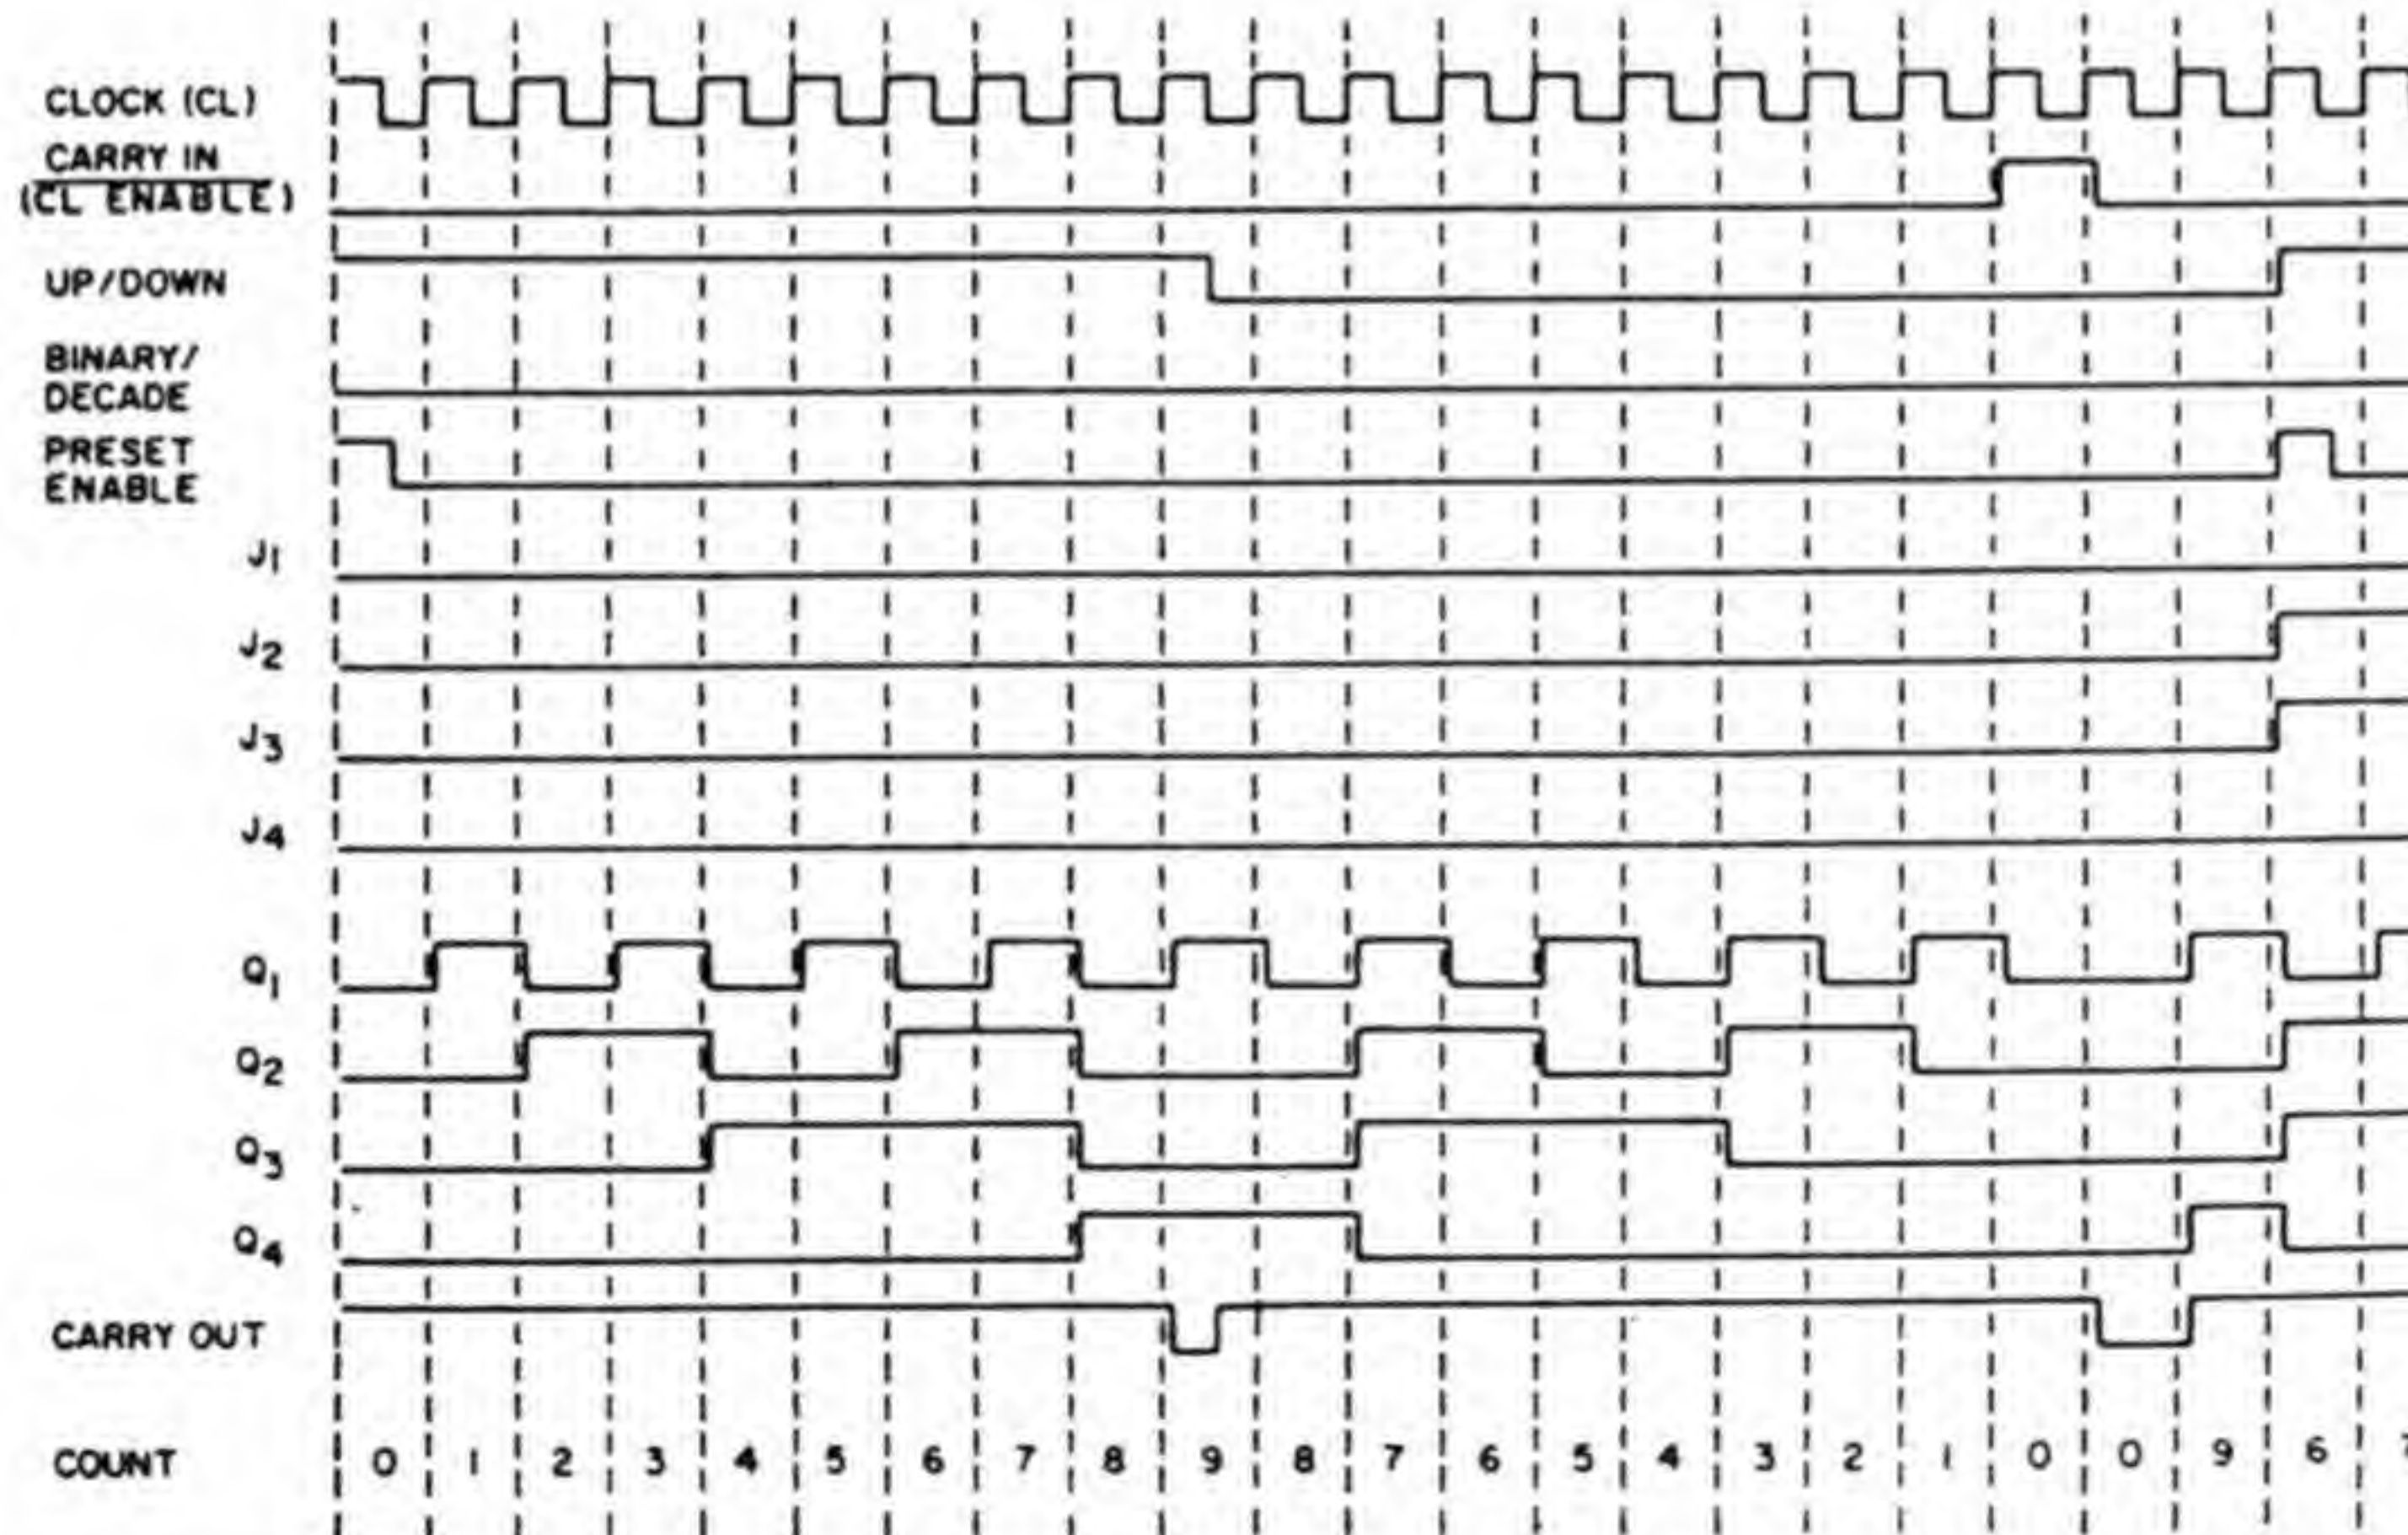 CLOCK (CL)
CARRY IN
(CL ENABLE)
UP/DOWN
BINARY/
DECADE
PRESET
ENABLE
J1
J2
J3
J4
Q1
Q2
Q3
Q4
CARRY OUT
COUNT 0 1 2 3 4 5 6 7 8 9 8 7 6 5 4 3 2 1 0 0 9 6